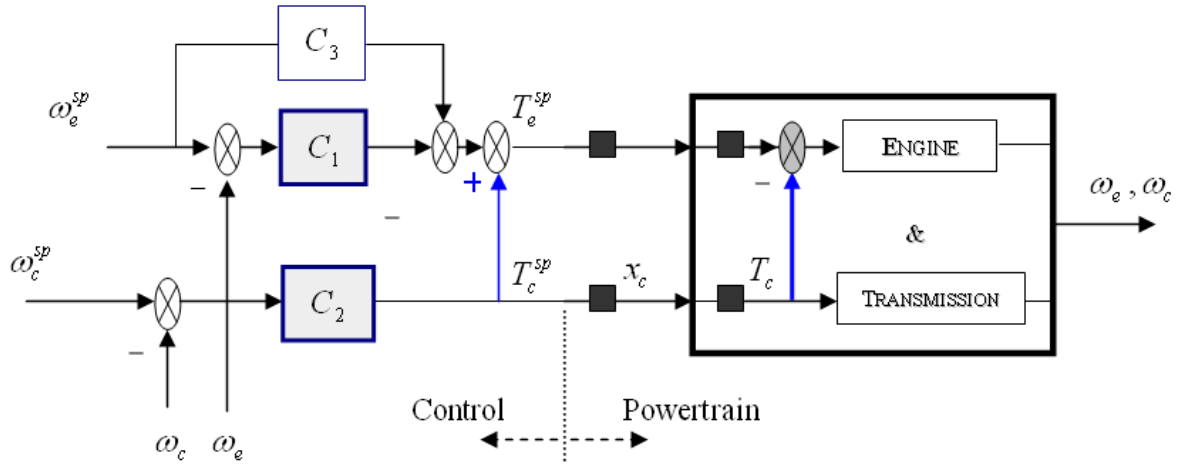 C₃
ω_e^{sp}
T_e^{sp}
C₁
ENGINE
−
+
−
−
ω_e , ω_c
&
ω_c^{sp}
T_c^{sp}
x_c
T_c
C₂
TRANSMISSION
−
Control
Powertrain
ω_c
ω_e